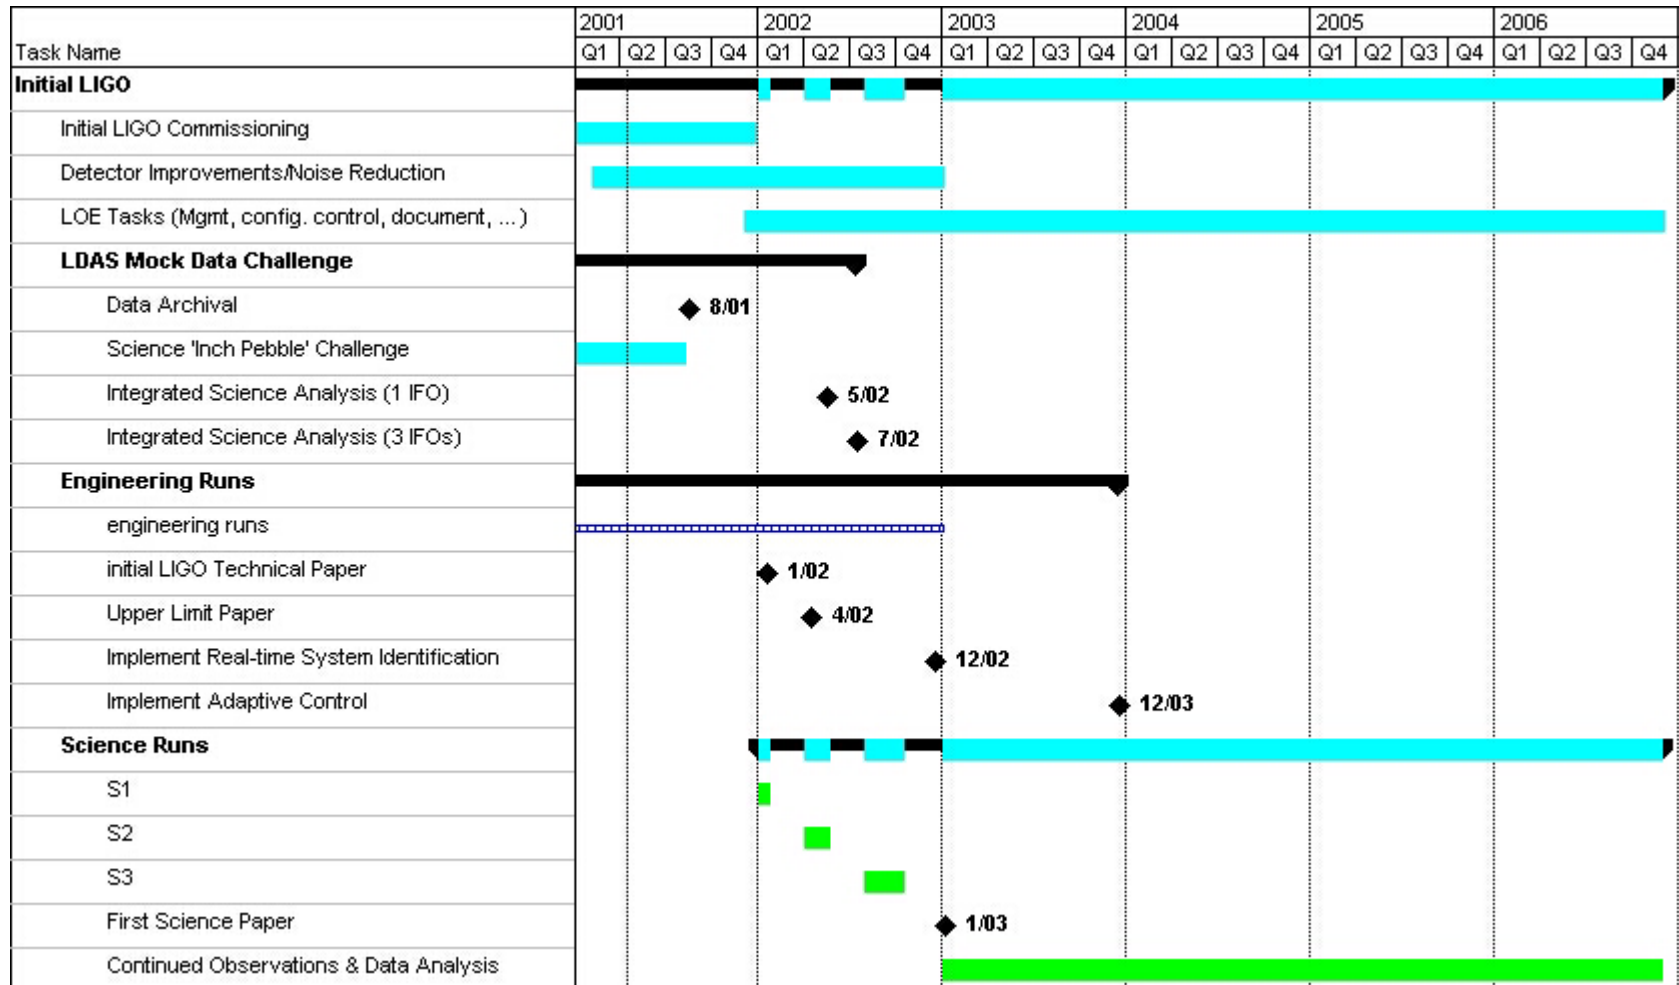 2001 2002 2003 2004 2005 2006
Task Name Q1 Q2 Q3 Q4 Q1 Q2 Q3 Q4 Q1 Q2 Q3 Q4 Q1 Q2 Q3 Q4 Q1 Q2 Q3 Q4 Q1 Q2 Q3 Q4
Initial LIGO
Initial LIGO Commissioning
Detector Improvements/Noise Reduction
LOE Tasks (Mgmt, config. control, document, ...)
LDAS Mock Data Challenge
Data Archival 8/01
Science 'Inch Pebble' Challenge
Integrated Science Analysis (1 IFO) 5/02
Integrated Science Analysis (3 IFOs) 7/02
Engineering Runs
engineering runs
initial LIGO Technical Paper 1/02
Upper Limit Paper 4/02
Implement Real-time System Identification 12/02
Implement Adaptive Control 12/03
Science Runs
S1
S2
S3
First Science Paper 1/03
Continued Observations & Data Analysis